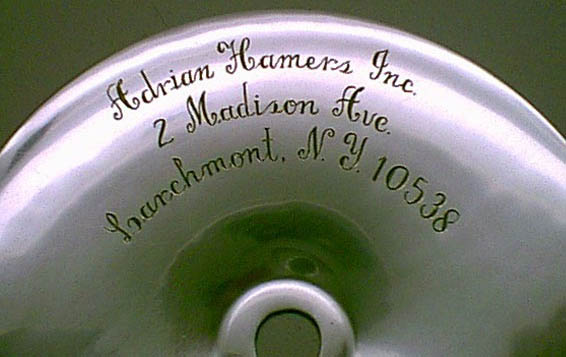 Adrian Hamers Inc.
2 Madison Ave.
Larchmont, N.Y. 10538